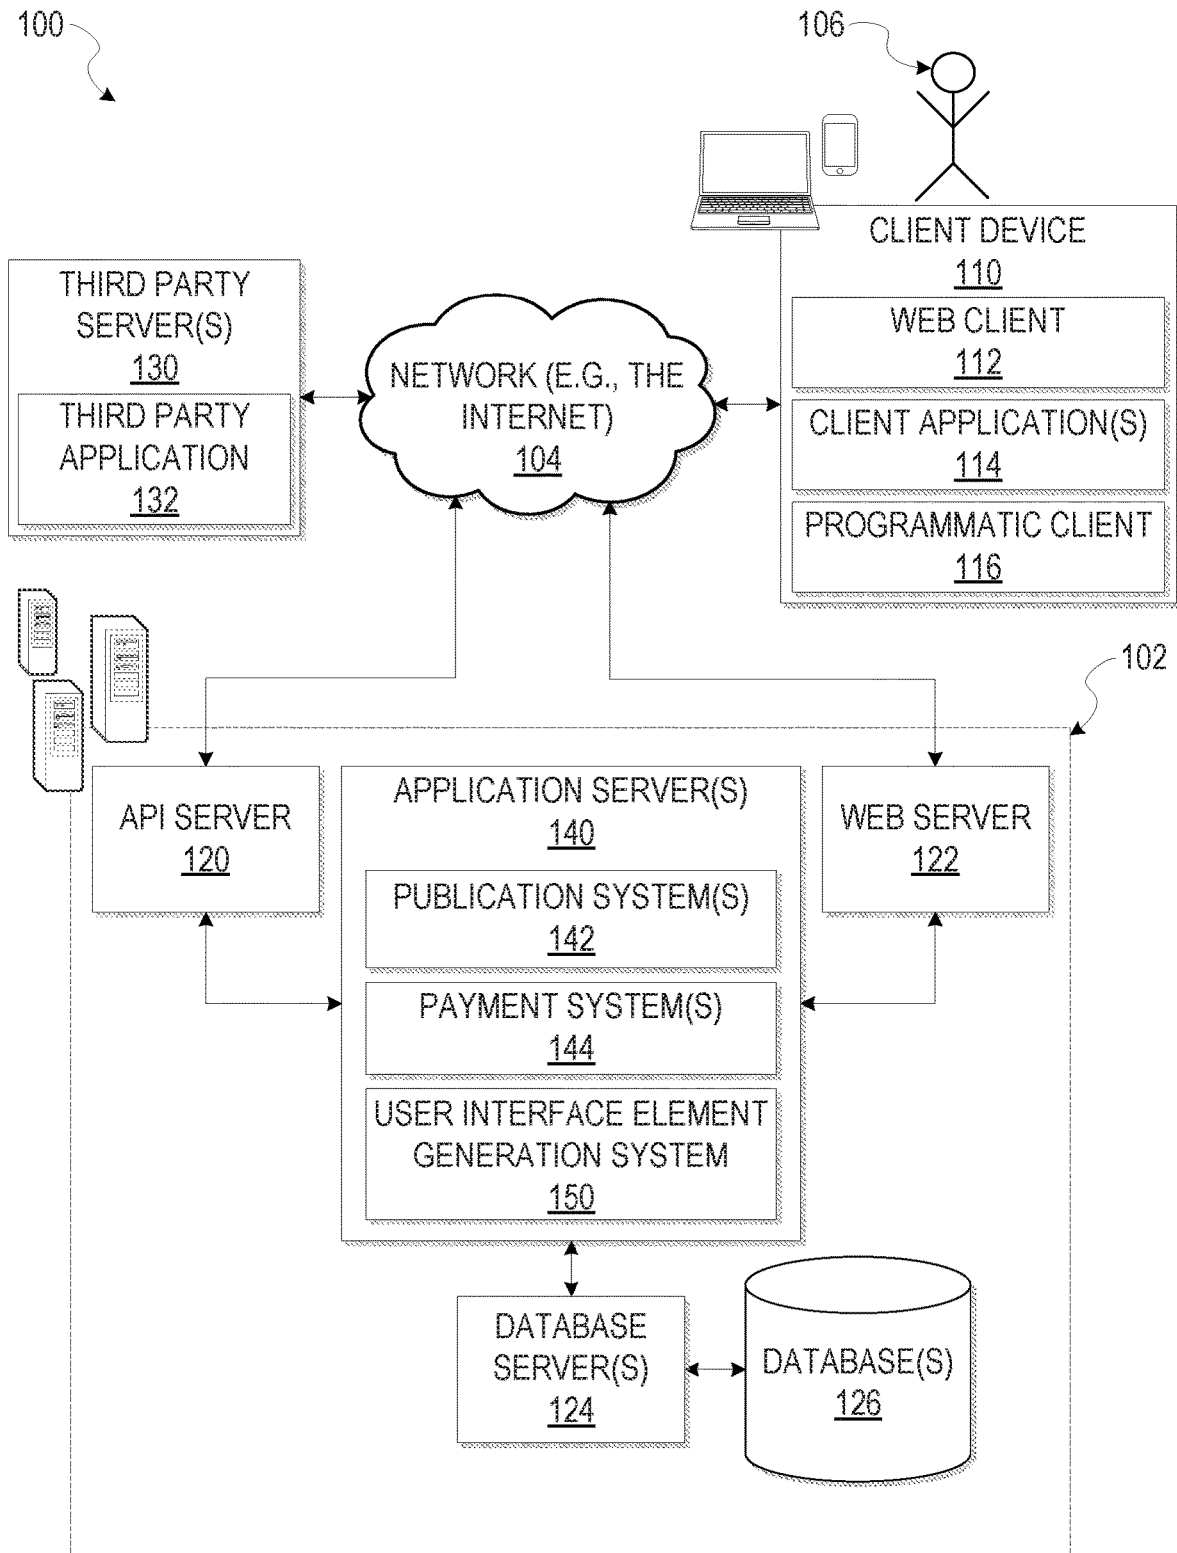 100
106
CLIENT DEVICE
110
WEB CLIENT
112
CLIENT APPLICATION(S)
114
PROGRAMMATIC CLIENT
116
THIRD PARTY
SERVER(S)
130
THIRD PARTY
APPLICATION
132
NETWORK (E.G., THE
INTERNET)
104
102
API SERVER
120
APPLICATION SERVER(S)
140
PUBLICATION SYSTEM(S)
142
PAYMENT SYSTEM(S)
144
USER INTERFACE ELEMENT
GENERATION SYSTEM
150
WEB SERVER
122
DATABASE
SERVER(S)
124
DATABASE(S)
126